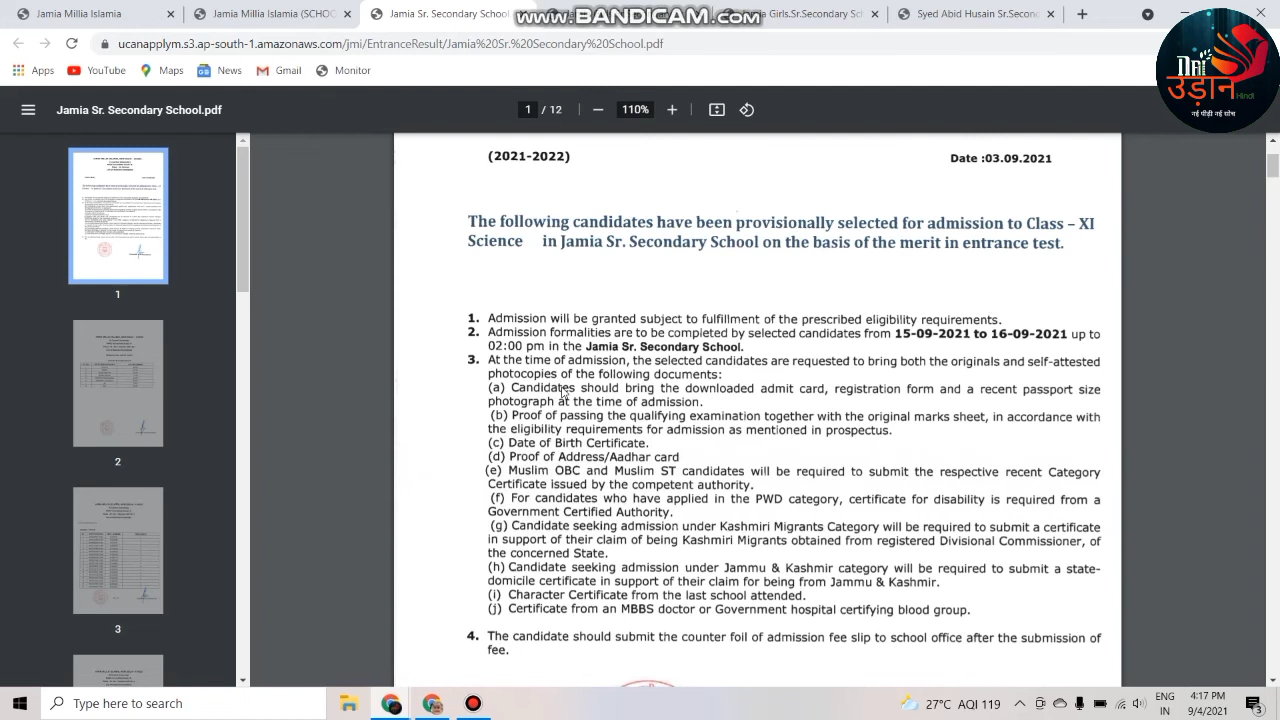 Jamia Millia Islamia
Jamia Millia Islamia (SCHO
www.BANDICAM.com
Girls.Sr.Secondary
Syed Abid Husain Sr.Secon
ucanapplym.s3.ap-south-1.amazonaws.com/jmi/EntranceResult/Jamia%20Sr.%20Secondary%20School.pdf
Apps YouTube Maps News Gmail Monitor
उड़ान
Hindi
नई पीढ़ी नई सोच
Jamia Sr. Secondary School.pdf
1 / 12 — 110% +
(2021-2022)
Date :03.09.2021
The following candidates have been provisionally selected for admission to Class – XI
Science in Jamia Sr. Secondary School on the basis of the merit in entrance test.
1. Admission will be granted subject to fulfillment of the prescribed eligibility requirements.
2. Admission formalities are to be completed by selected candidates from 15-09-2021 to 16-09-2021 up to
02:00 pm in the Jamia Sr. Secondary School.
3. At the time of admission, the selected candidates are requested to bring both the originals and self-attested
photocopies of the following documents:
(a) Candidates should bring the downloaded admit card, registration form and a recent passport size
photograph at the time of admission.
(b) Proof of passing the qualifying examination together with the original marks sheet, in accordance with
the eligibility requirements for admission as mentioned in prospectus.
(c) Date of Birth Certificate.
(d) Proof of Address/Aadhar card
(e) Muslim OBC and Muslim ST candidates will be required to submit the respective recent Category
Certificate issued by the competent authority.
(f) For candidates who have applied in the PWD category, certificate for disability is required from a
Government Certified Authority.
(g) Candidate seeking admission under Kashmiri Migrants Category will be required to submit a certificate
in support of their claim of being Kashmiri Migrants obtained from registered Divisional Commissioner, of
the concerned State.
(h) Candidate seeking admission under Jammu & Kashmir category will be required to submit a state-
domicile certificate in support of their claim for being from Jammu & Kashmir.
(i) Character Certificate from the last school attended.
(j) Certificate from an MBBS doctor or Government hospital certifying blood group.
4. The candidate should submit the counter foil of admission fee slip to school office after the submission of
fee.
1
2
3
Type here to search
27°C AQI 119
ENG
IN
4:17 PM
9/4/2021
3